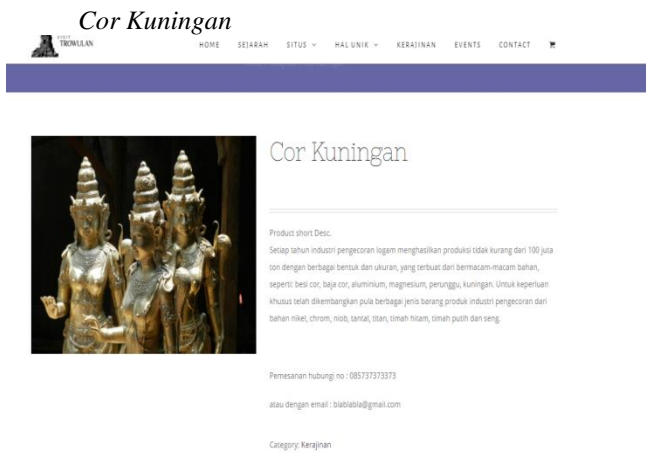 Cor Kuningan
VISIT
TROWULAN
HOME SEJARAH SITUS HAL UNIK KERAJINAN EVENTS CONTACT
Cor Kuningan
Product short Desc.
Setiap tahun industri pengecoran logam menghasilkan produksi tidak kurang dari 100 juta
ton dengan berbagai bentuk dan ukuran, yang terbuat dari bermacam-macam bahan,
seperti: besi cor, baja cor, aluminium, magnesium, perunggu, kuningan. Untuk keperluan
khusus telah dikembangkan pula berbagai jenis barang produk industri pengecoran dari
bahan nikel, chrom, niob, tantal, titan, timah hitam, timah putih dan seng.
Pemesanan hubungi no : 085737373373
atau dengan email : blablabla@gmail.com
Category: Kerajinan